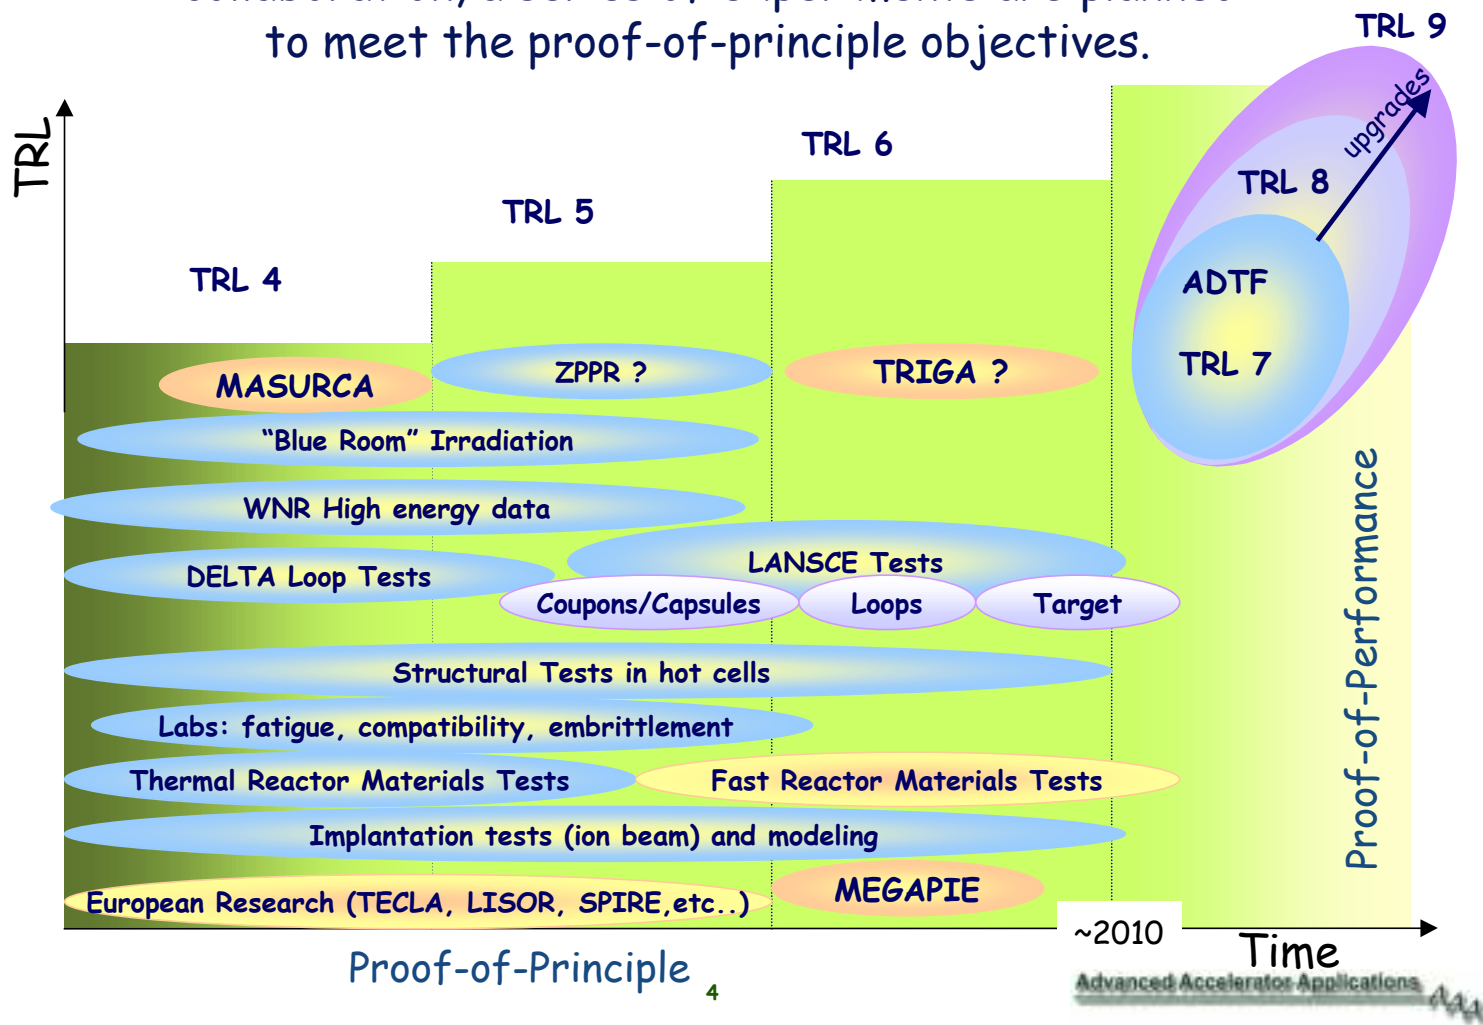 to meet the proof-of-principle objectives.
TRL 9
upgrades
TRL
TRL 6
TRL 8
TRL 5
TRL 4
ADTF
TRL 7
MASURCA
ZPPR ?
TRIGA ?
“Blue Room” Irradiation
WNR High energy data
LANSCE Tests
DELTA Loop Tests
Coupons/Capsules
Loops
Target
Structural Tests in hot cells
Labs: fatigue, compatibility, embrittlement
Thermal Reactor Materials Tests
Fast Reactor Materials Tests
Implantation tests (ion beam) and modeling
MEGAPIE
European Research (TECLA, LISOR, SPIRE,etc..)
Proof-of-Performance
~2010
Time
Proof-of-Principle
4
Advanced Accelerator Applications
AAA